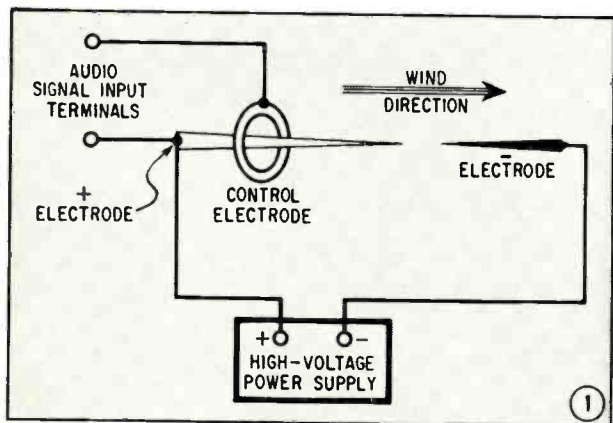 AUDIO
SIGNAL INPUT
TERMINALS
WIND
DIRECTION
+
ELECTRODE
CONTROL
ELECTRODE
-
ELECTRODE
+ -
HIGH-VOLTAGE
POWER SUPPLY
1